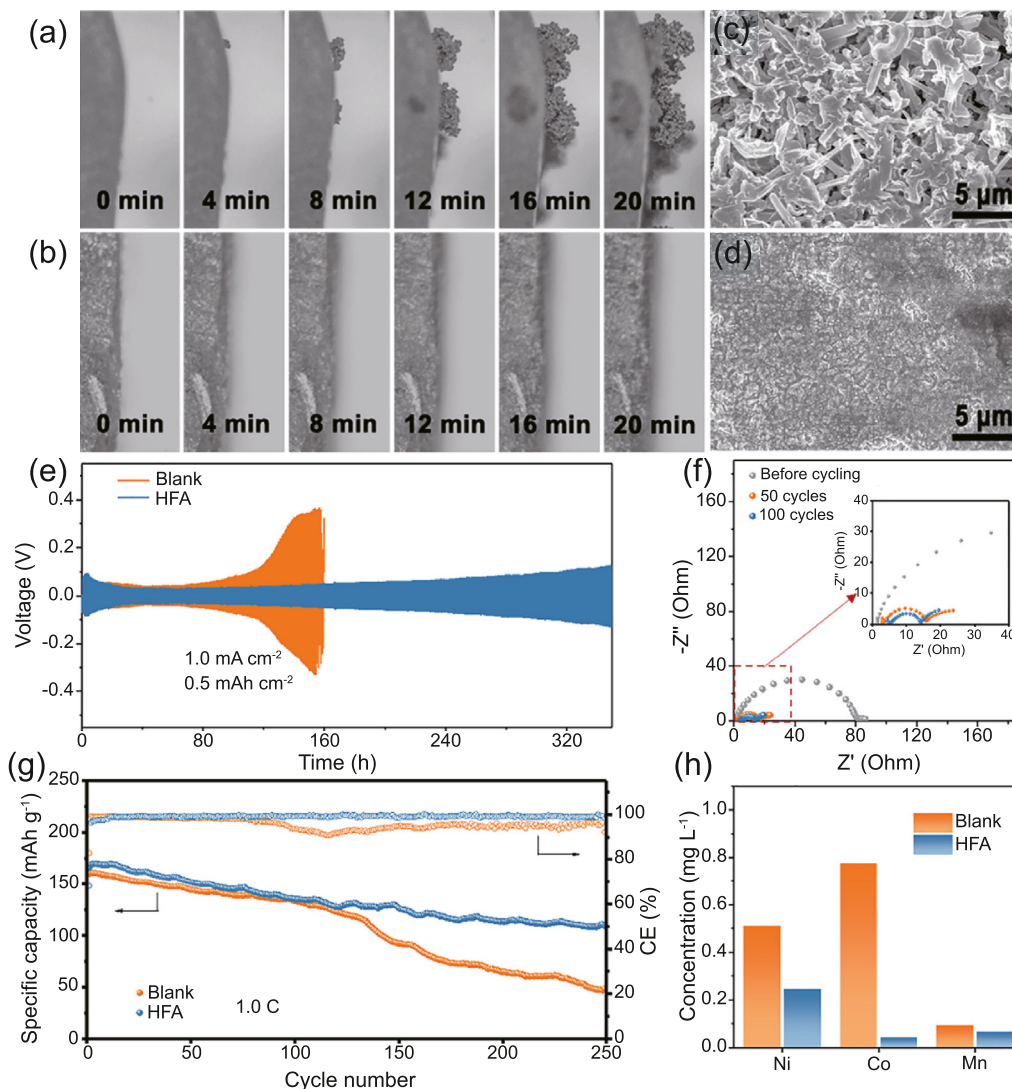 (a)
0 min 4 min 8 min 12 min 16 min 20 min
(c)
5 μm
(b)
0 min 4 min 8 min 12 min 16 min 20 min
(d)
5 μm
(e)
Blank
HFA
0.4
0.2
0.0
-0.2
-0.4
Voltage (V)
1.0 mA cm⁻²
0.5 mAh cm⁻²
0 80 160 240 320
Time (h)
(f)
Before cycling
50 cycles
100 cycles
160
120
80
40
0
-Z" (Ohm)
0 40 80 120 160
Z' (Ohm)
40
30
20
10
0
-Z" (Ohm)
0 10 20 30 40
Z' (Ohm)
(g)
250
200
150
100
50
0
Specific capacity (mAh g⁻¹)
100
80
60
40
20
0
CE (%)
Blank
HFA
1.0 C
0 50 100 150 200 250
Cycle number
(h)
1.0
0.8
0.6
0.4
0.2
0.0
Concentration (mg L⁻¹)
Blank
HFA
Ni Co Mn